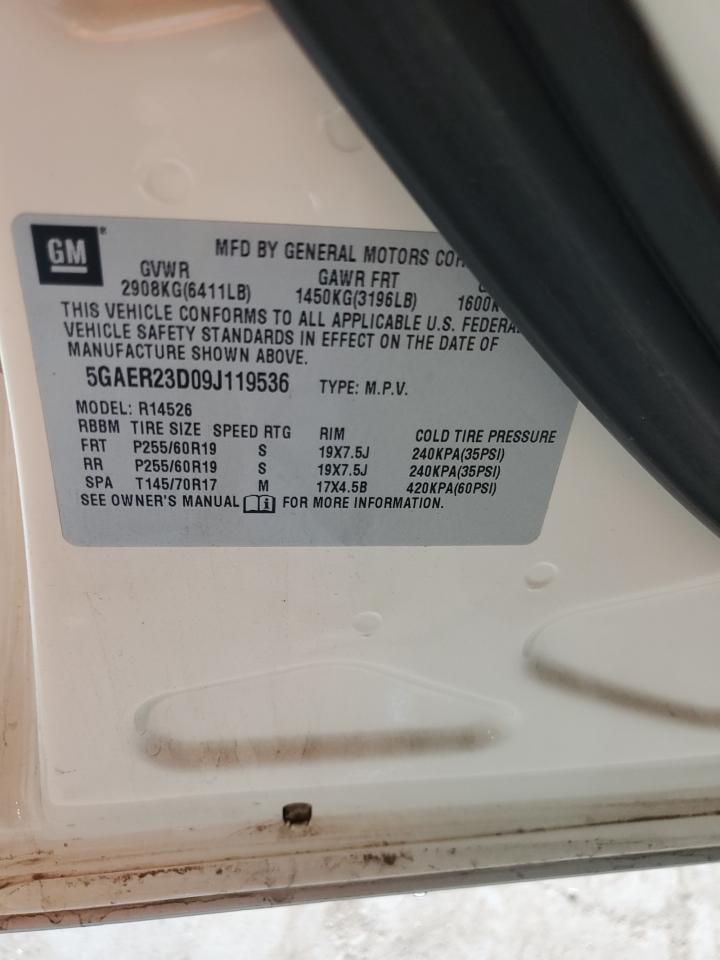 GM®
MFD BY GENERAL MOTORS
GVWR GAWR FRT
2908KG(6411LB) 1450KG(3196LB) 1600K
THIS VEHICLE CONFORMS TO ALL APPLICABLE U.S.
VEHICLE SAFETY STANDARDS IN EFFECT ON THE DATE OF
MANUFACTURE SHOWN ABOVE.
5GAER23D09J119536 TYPE: M.P.V.
MODEL: R14526
RBBM TIRE SIZE SPEED RTG RIM COLD TIRE PRESSURE
FRT P255/60R19 S 19X7.5J 240KPA(35PSI)
RR P255/60R19 S 19X7.5J 240KPA(35PSI)
SPA T145/70R17 M 17X4.5B 420KPA(60PSI)
SEE OWNER'S MANUAL FOR MORE INFORMATION.